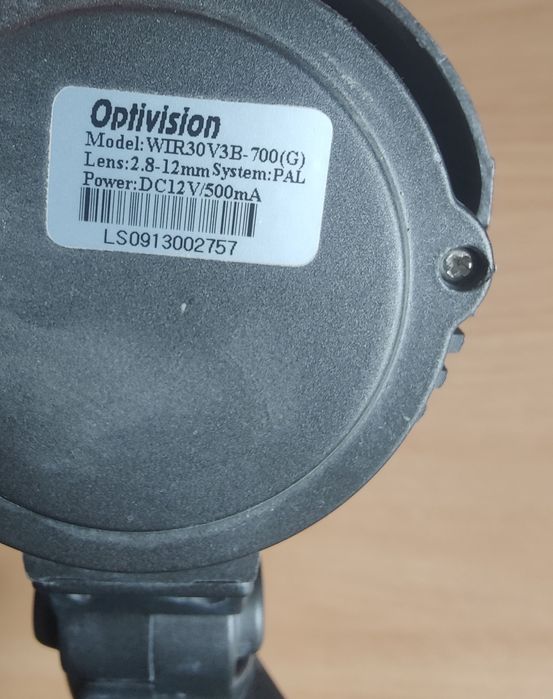 Optivision
Model:WIR30V3B-700(G)
Lens:2.8-12mm System:PAL
Power:DC12V/500mA
LS0913002757